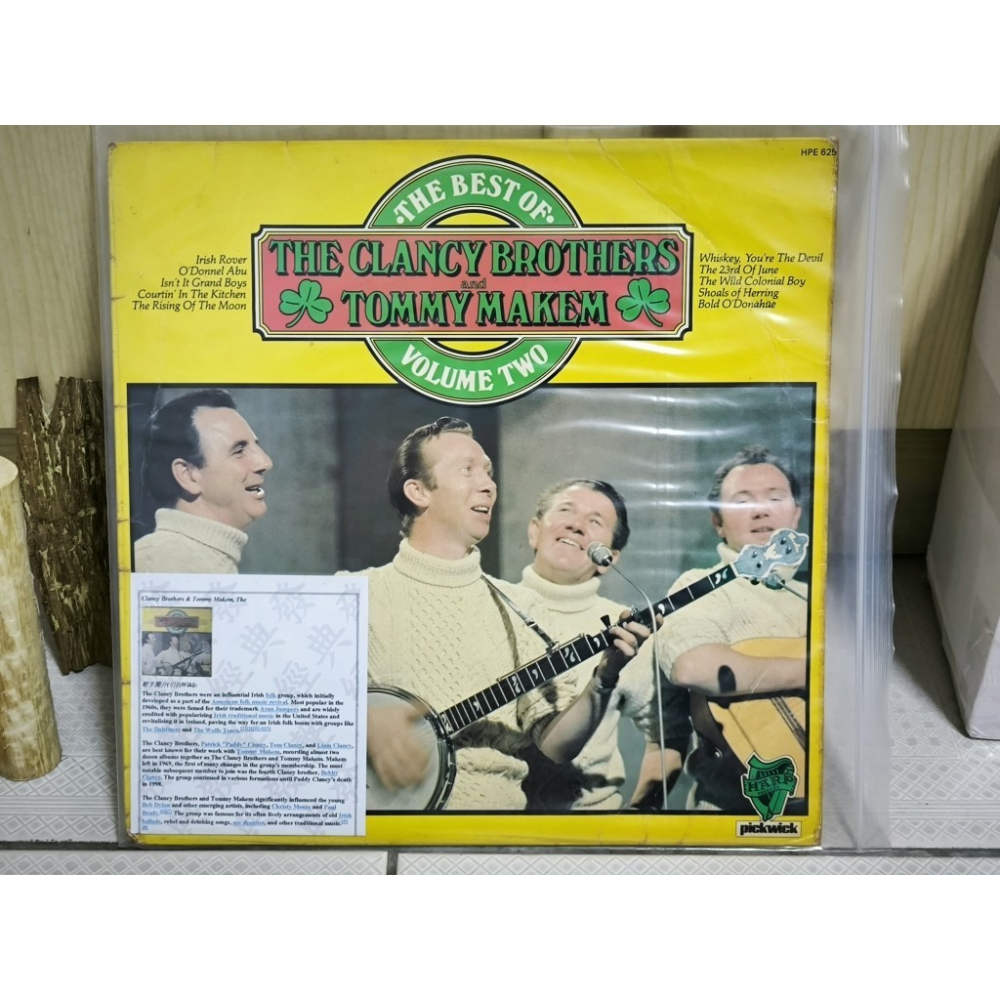 HPE 625
THE BEST OF
THE CLANCY BROTHERS
and
TOMMY MAKEM
VOLUME TWO
Irish Rover
O'Donnel Abu
Isn't It Grand Boys
Courtin' In The Kitchen
The Rising Of The Moon
Whiskey, You're The Devil
The 23rd Of June
The Wild Colonial Boy
Shoals of Herring
Bold O'Donahue
Clancy Brothers & Tommy Makem, The
The Clancy Brothers were an influential Irish folk group, which initially
developed as a part of the American folk music revival. Most popular in the
1960s, they were famed for their trademark Aran Jumpers and are widely
credited with popularising Irish traditional music in the United States and
revitalising it in Ireland, paving the way for an Irish folk boom with groups like
The Dubliners and The Wolfe Tones.
The Clancy Brothers, Patrick "Paddy" Clancy, Tom Clancy, and Liam Clancy,
are best known for their work with Tommy Makem, recording almost two
dozen albums together as The Clancy Brothers and Tommy Makem. Makem
left in 1969, the first of many changes in the group's membership. The most
notable subsequent member to join was the fourth Clancy brother, Bobby
Clancy. The group continued in various formations until Paddy Clancy's death
in 1998.
The Clancy Brothers and Tommy Makem significantly influenced the young
Bob Dylan and other emerging artists, including Christy Moore and Paul
Brady. The group was famous for its often lively arrangements of old Irish
ballads, rebel and drinking songs, sea shanties, and other traditional music.
HARP
pickwick